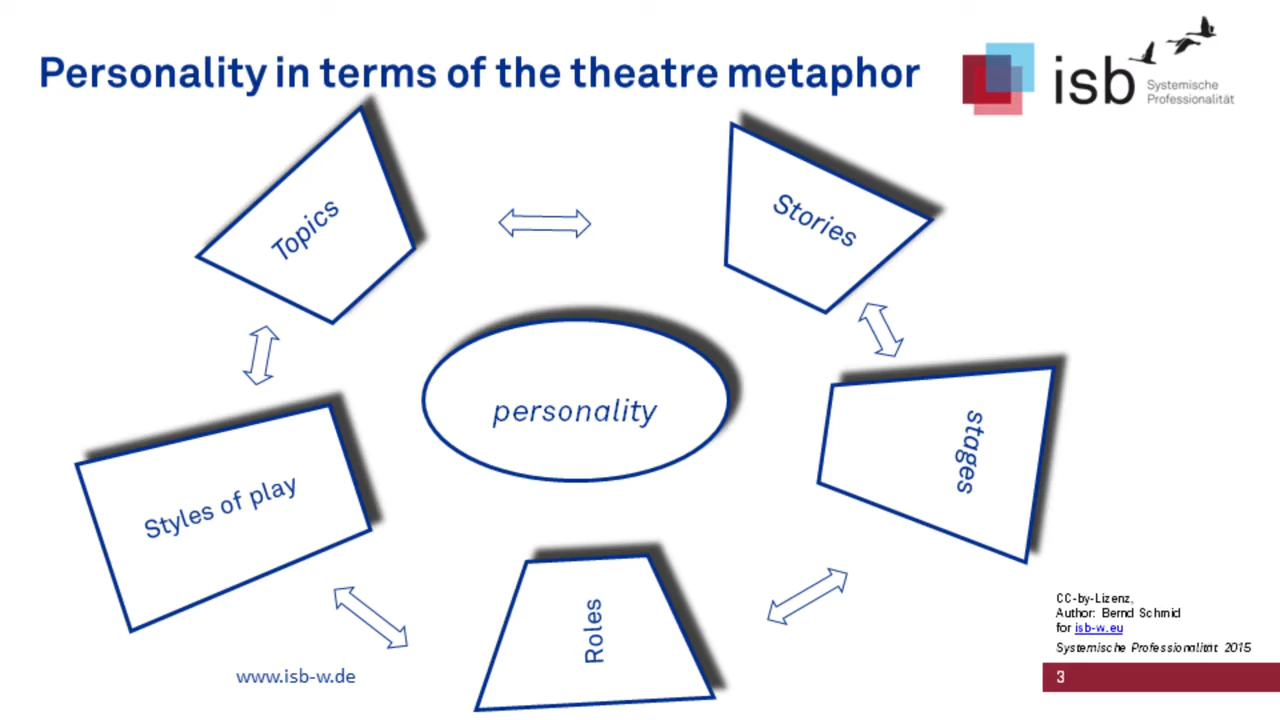 Personality in terms of the theatre metaphor
isb
Systemische
Professionalität
Topics
Stories
personality
stages
Styles of play
Roles
www.isb-w.de
CC-by-Lizenz,
Author: Bernd Schmid
for isb-w.eu
Systemische Professionalität 2015
3